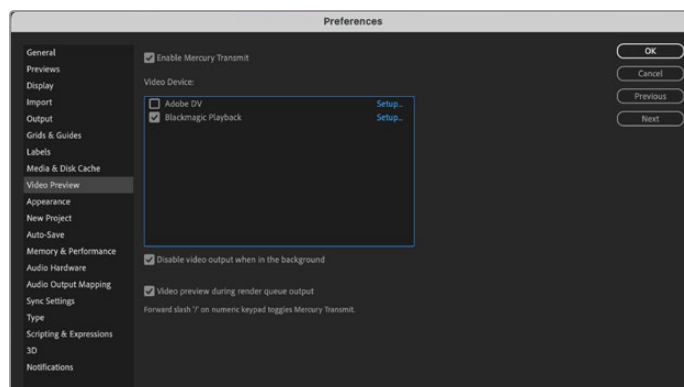 Preferences
General
Previews
Display
Import
Output
Grids & Guides
Labels
Media & Disk Cache
Video Preview
Appearance
New Project
Auto-Save
Memory & Performance
Audio Hardware
Audio Output Mapping
Sync Settings
Type
Scripting & Expressions
3D
Notifications
Enable Mercury Transmit
Video Device:
Adobe DV Setup...
Blackmagic Playback Setup...
Disable video output when in the background
Video preview during render queue output
Forward slash '/' on numeric keypad toggles Mercury Transmit.
OK
Cancel
Previous
Next